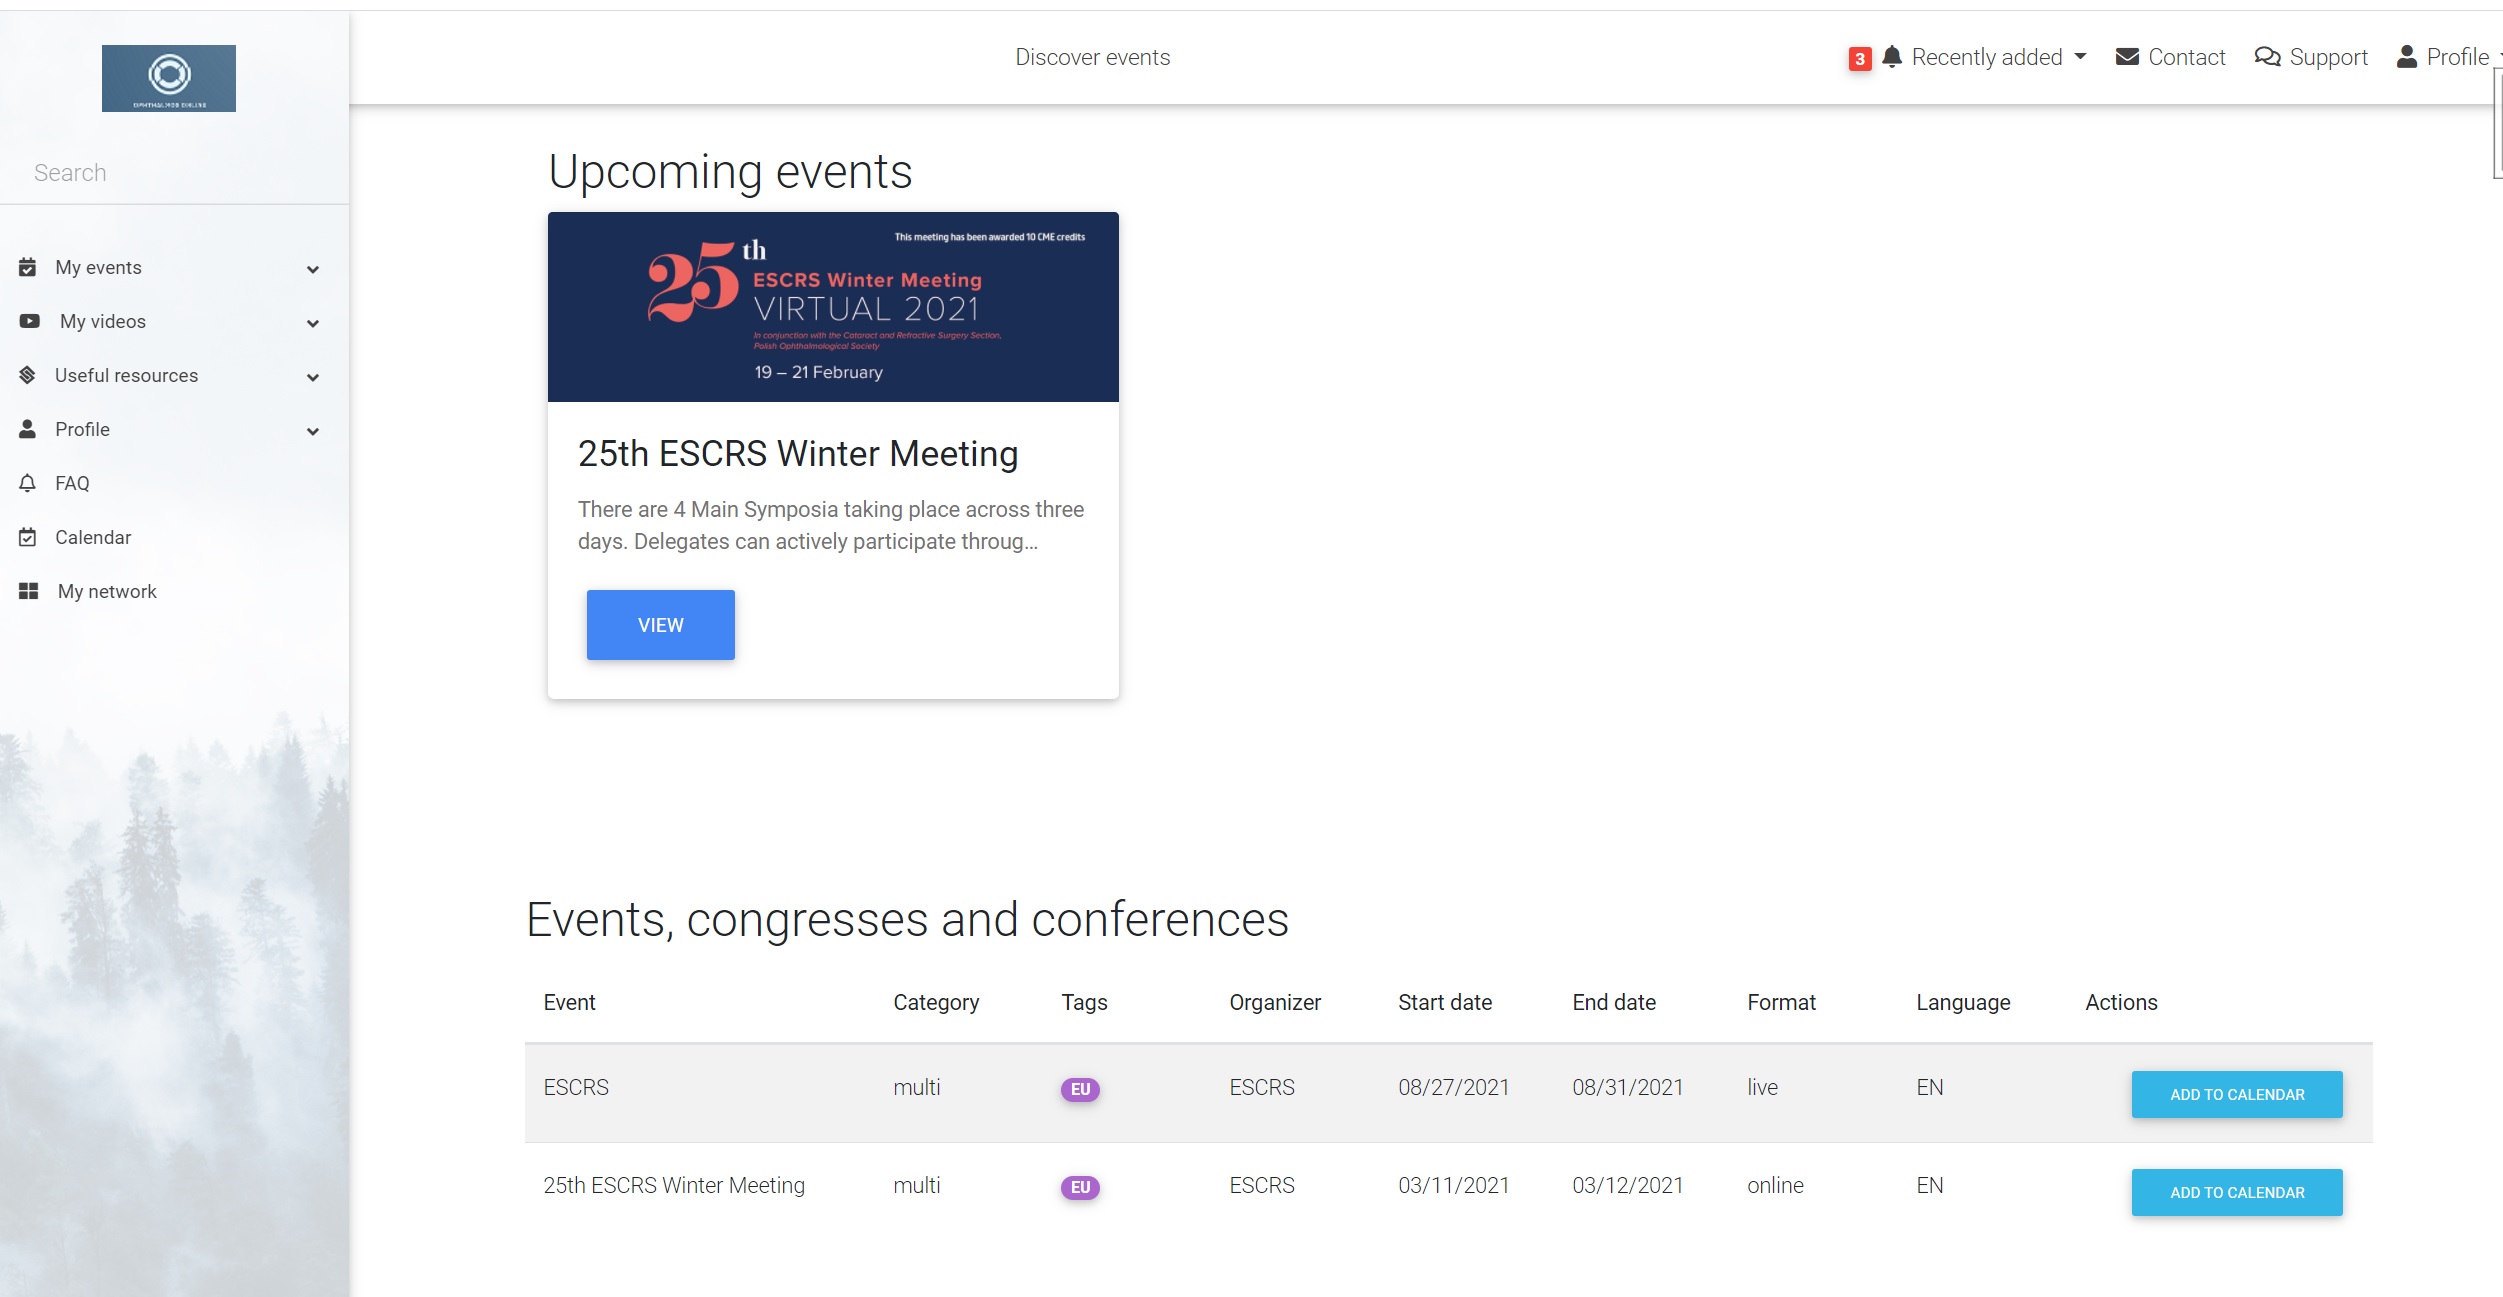 OPHTHALMOS ONLINE
Search
My events
My videos
Useful resources
Profile
FAQ
Calendar
My network
Discover events
3 Recently added
Contact
Support
Profile
Upcoming events
This meeting has been awarded 10 CME credits
25th
ESCRS Winter Meeting
VIRTUAL 2021
In conjunction with the Cataract and Refractive Surgery Section,
Polish Ophthalmological Society
19 – 21 February
25th ESCRS Winter Meeting
There are 4 Main Symposia taking place across three
days. Delegates can actively participate throug...
VIEW
Events, congresses and conferences
Event Category Tags Organizer Start date End date Format Language Actions
ESCRS multi EU ESCRS 08/27/2021 08/31/2021 live EN ADD TO CALENDAR
25th ESCRS Winter Meeting multi EU ESCRS 03/11/2021 03/12/2021 online EN ADD TO CALENDAR